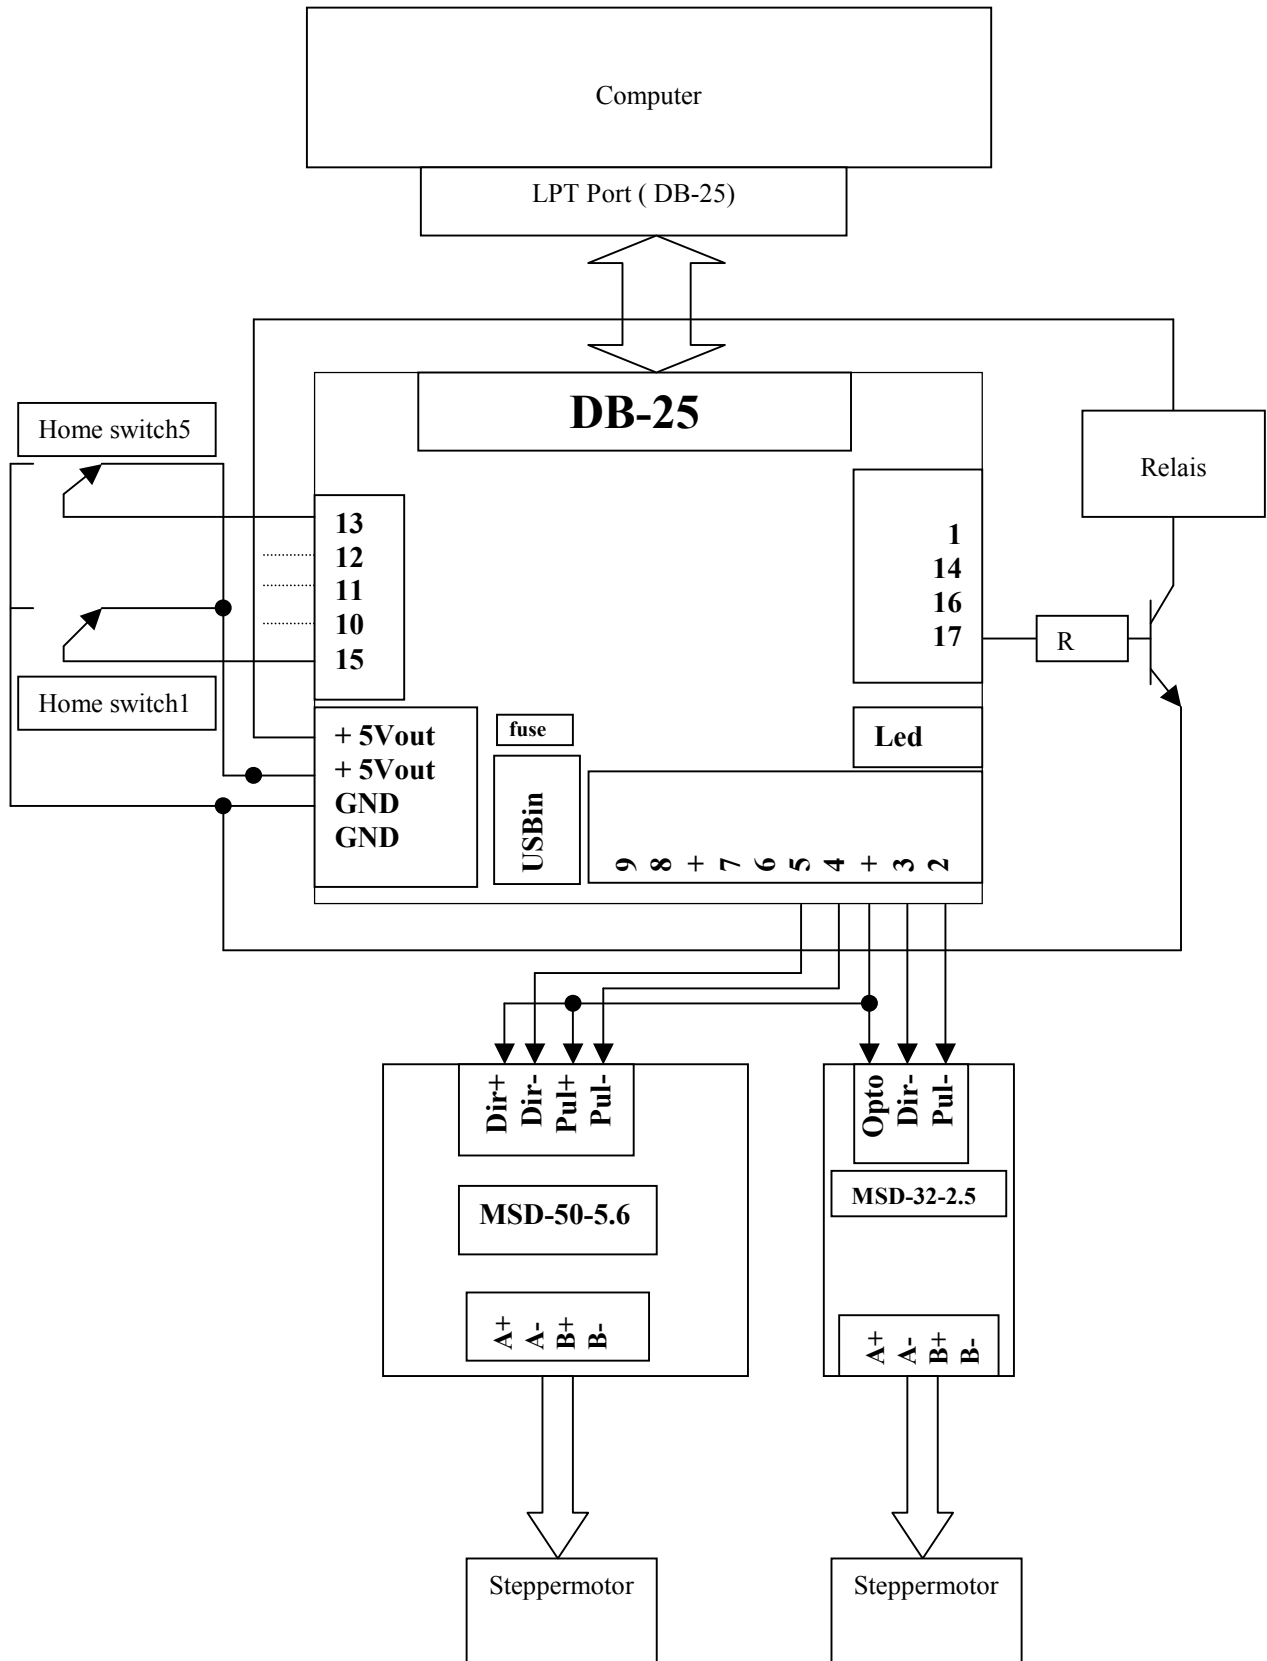 Computer
LPT Port ( DB-25)
DB-25
Home switch5
Relais
13
12
11
10
15
1
14
16
17
R
Home switch1
+ 5Vout
+ 5Vout
GND
GND
fuse
USBin
Led
9 8 + 7 6 5 4 + 3 2
Dir+
Dir-
Pul+
Pul-
Opto
Dir-
Pul-
MSD-50-5.6
MSD-32-2.5
A+
A-
B+
B-
A+
A-
B+
B-
Steppermotor
Steppermotor